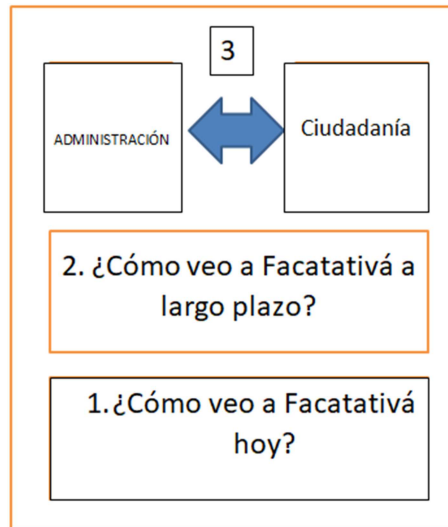 3
ADMINISTRACIÓN
Ciudadanía
2. ¿Cómo veo a Facatativá a
largo plazo?
1.¿Cómo veo a Facatativá
hoy?